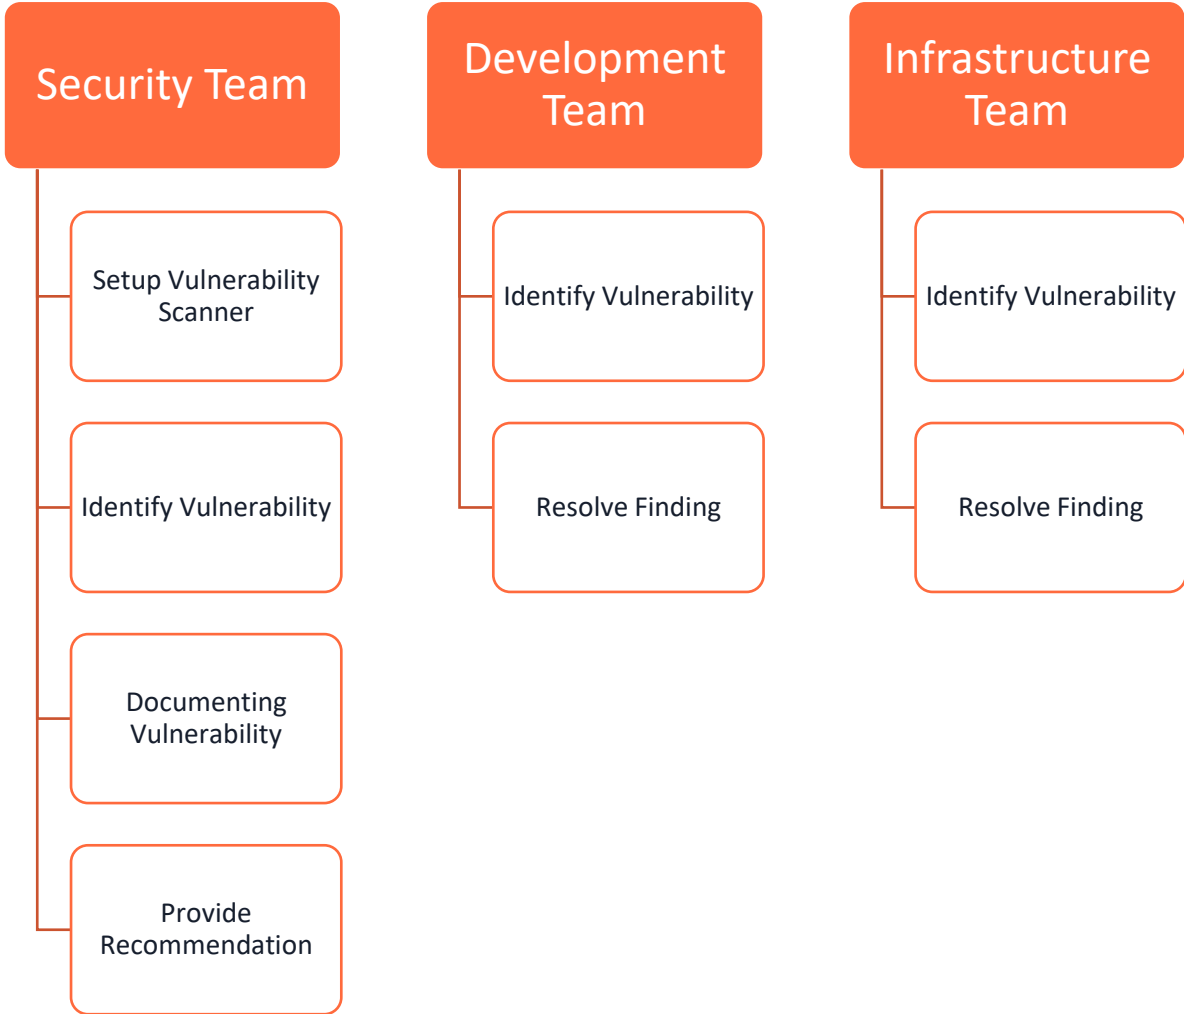 Security Team
Setup Vulnerability
Scanner
Identify Vulnerability
Documenting
Vulnerability
Provide
Recommendation
Development
Team
Identify Vulnerability
Resolve Finding
Infrastructure
Team
Identify Vulnerability
Resolve Finding